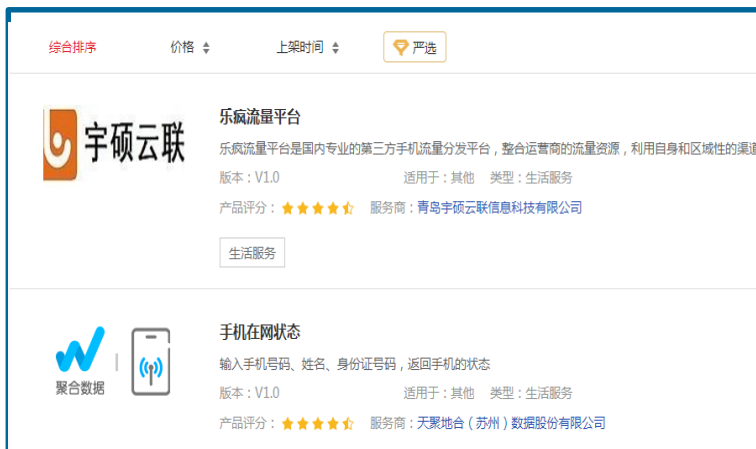 综合排序 价格 上架时间 严选
宇硕云联
乐疯流量平台
乐疯流量平台是国内专业的第三方手机流量分发平台，整合运营商的流量资源，利用自身和区域性的渠道
版本：V1.0 适用于：其他 类型：生活服务
产品评分： 服务商：青岛宇硕云联信息科技有限公司
生活服务
聚合数据
手机在网状态
输入手机号码、姓名、身份证号码，返回手机的状态
版本：V1.0 适用于：其他 类型：生活服务
产品评分： 服务商：天聚地合（苏州）数据股份有限公司